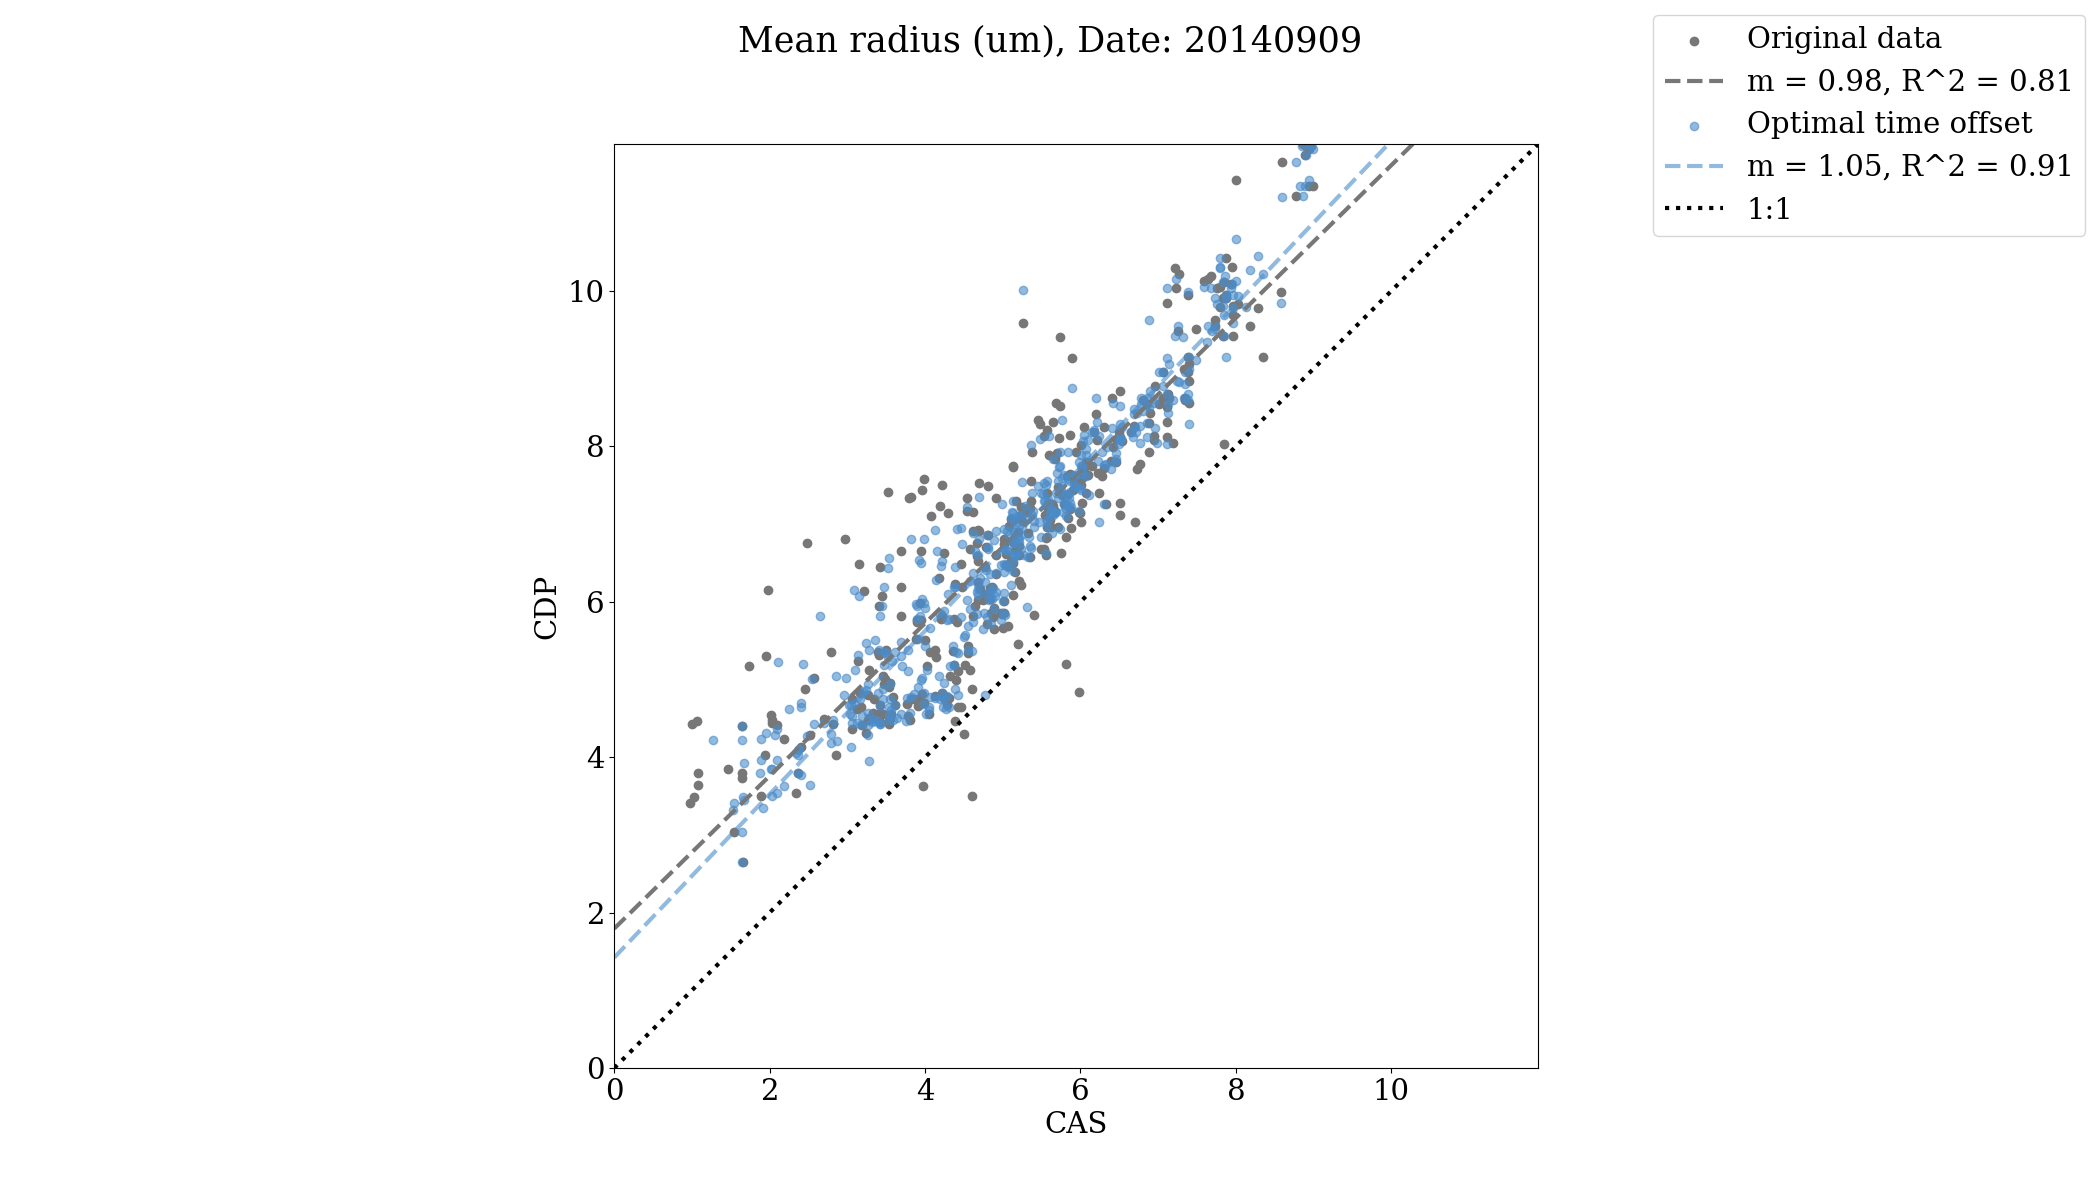 Mean radius (um), Date: 20140909
Original data
m = 0.98, R^2 = 0.81
Optimal time offset
m = 1.05, R^2 = 0.91
1:1
10
8
6
4
2
0
CDP
0 2 4 6 8 10
CAS